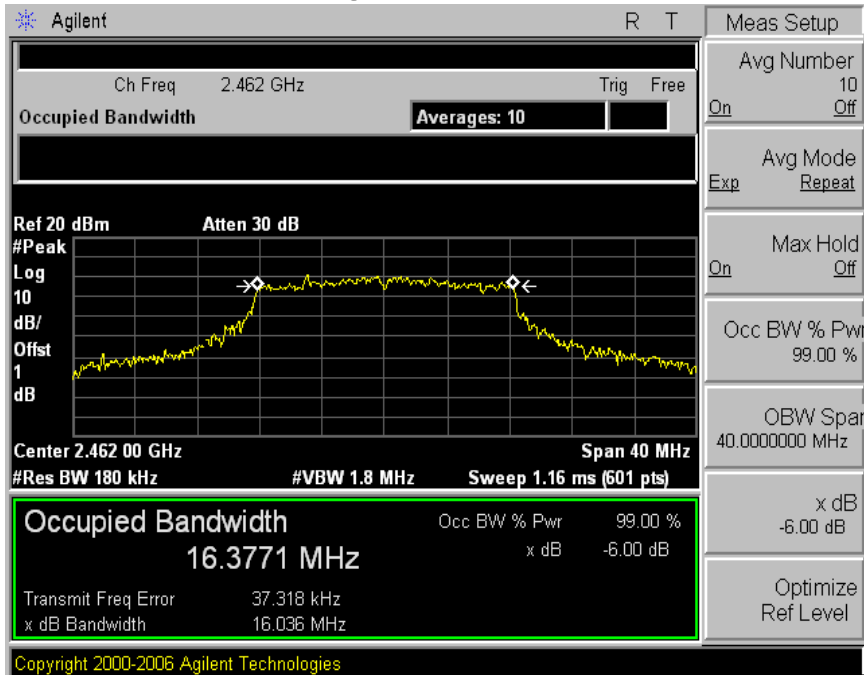 Agilent R T Meas Setup
Ch Freq 2.462 GHz Trig Free
Occupied Bandwidth Averages: 10
Ref 20 dBm Atten 30 dB
#Peak
Log
10
dB/
Offst
1
dB
Center 2.462 00 GHz Span 40 MHz
#Res BW 180 kHz #VBW 1.8 MHz Sweep 1.16 ms (601 pts)
Occupied Bandwidth Occ BW % Pwr 99.00 %
16.3771 MHz x dB -6.00 dB
Transmit Freq Error 37.318 kHz
x dB Bandwidth 16.036 MHz
Copyright 2000-2006 Agilent Technologies
Avg Number
10
On Off
Avg Mode
Exp Repeat
Max Hold
On Off
Occ BW % Pwr
99.00 %
OBW Spa
40.0000000 MHz
x dB
-6.00 dB
Optimize
Ref Level